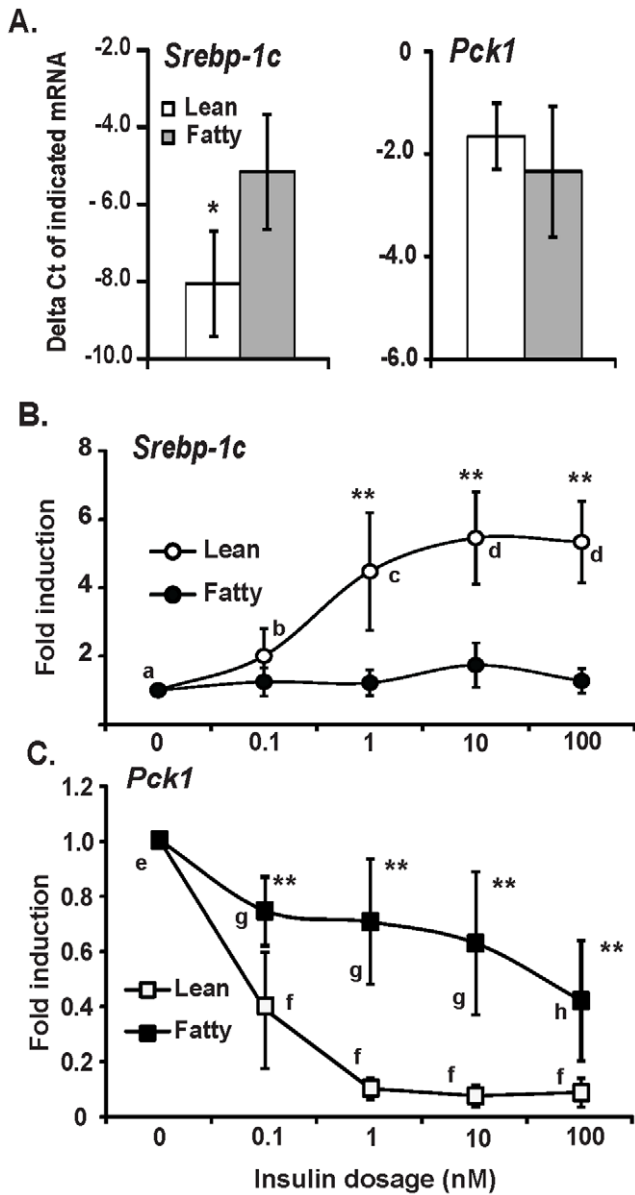 A.
Delta Ct of indicated mRNA
-2.0
-4.0
-6.0
-8.0
-10.0
Srebp-1c
Lean
Fatty
*
0
-2.0
-4.0
-6.0
Pck1
B.
Srebp-1c
Fold induction
8
6
4
2
Lean
Fatty
** ** **
a b c d d
0 0.1 1 10 100
C.
Pck1
Fold induction
1.2
1.0
0.8
0.6
0.4
0.2
0
Lean
Fatty
** ** ** **
e g g g h
f f f f
0 0.1 1 10 100
Insulin dosage (nM)